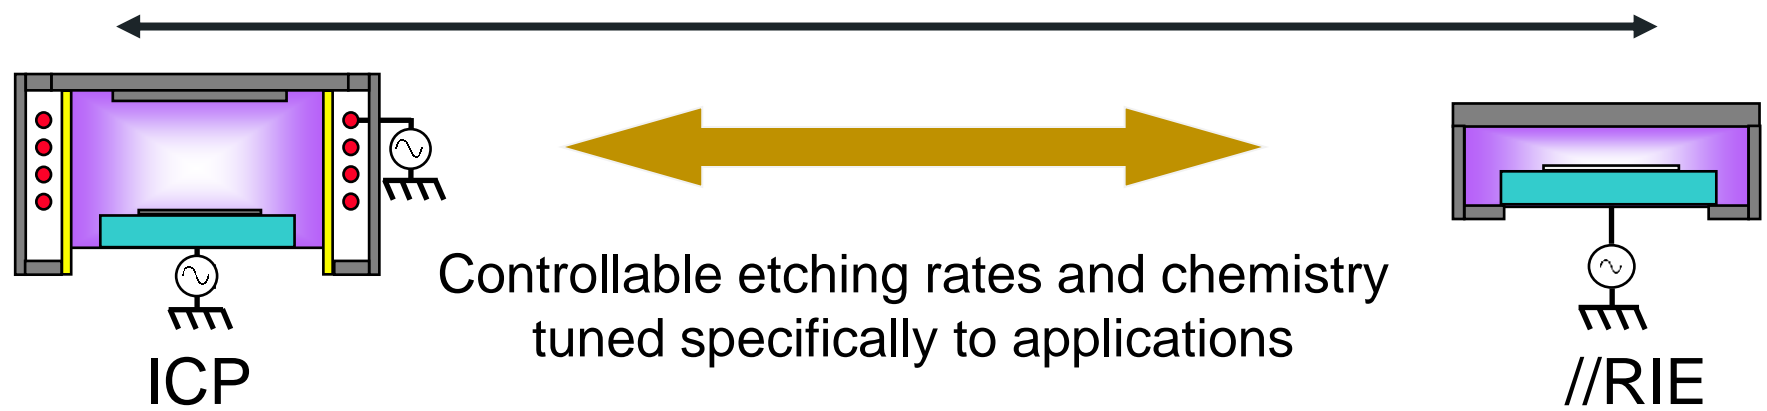 Controllable etching rates and chemistry
tuned specifically to applications
ICP
//RIE